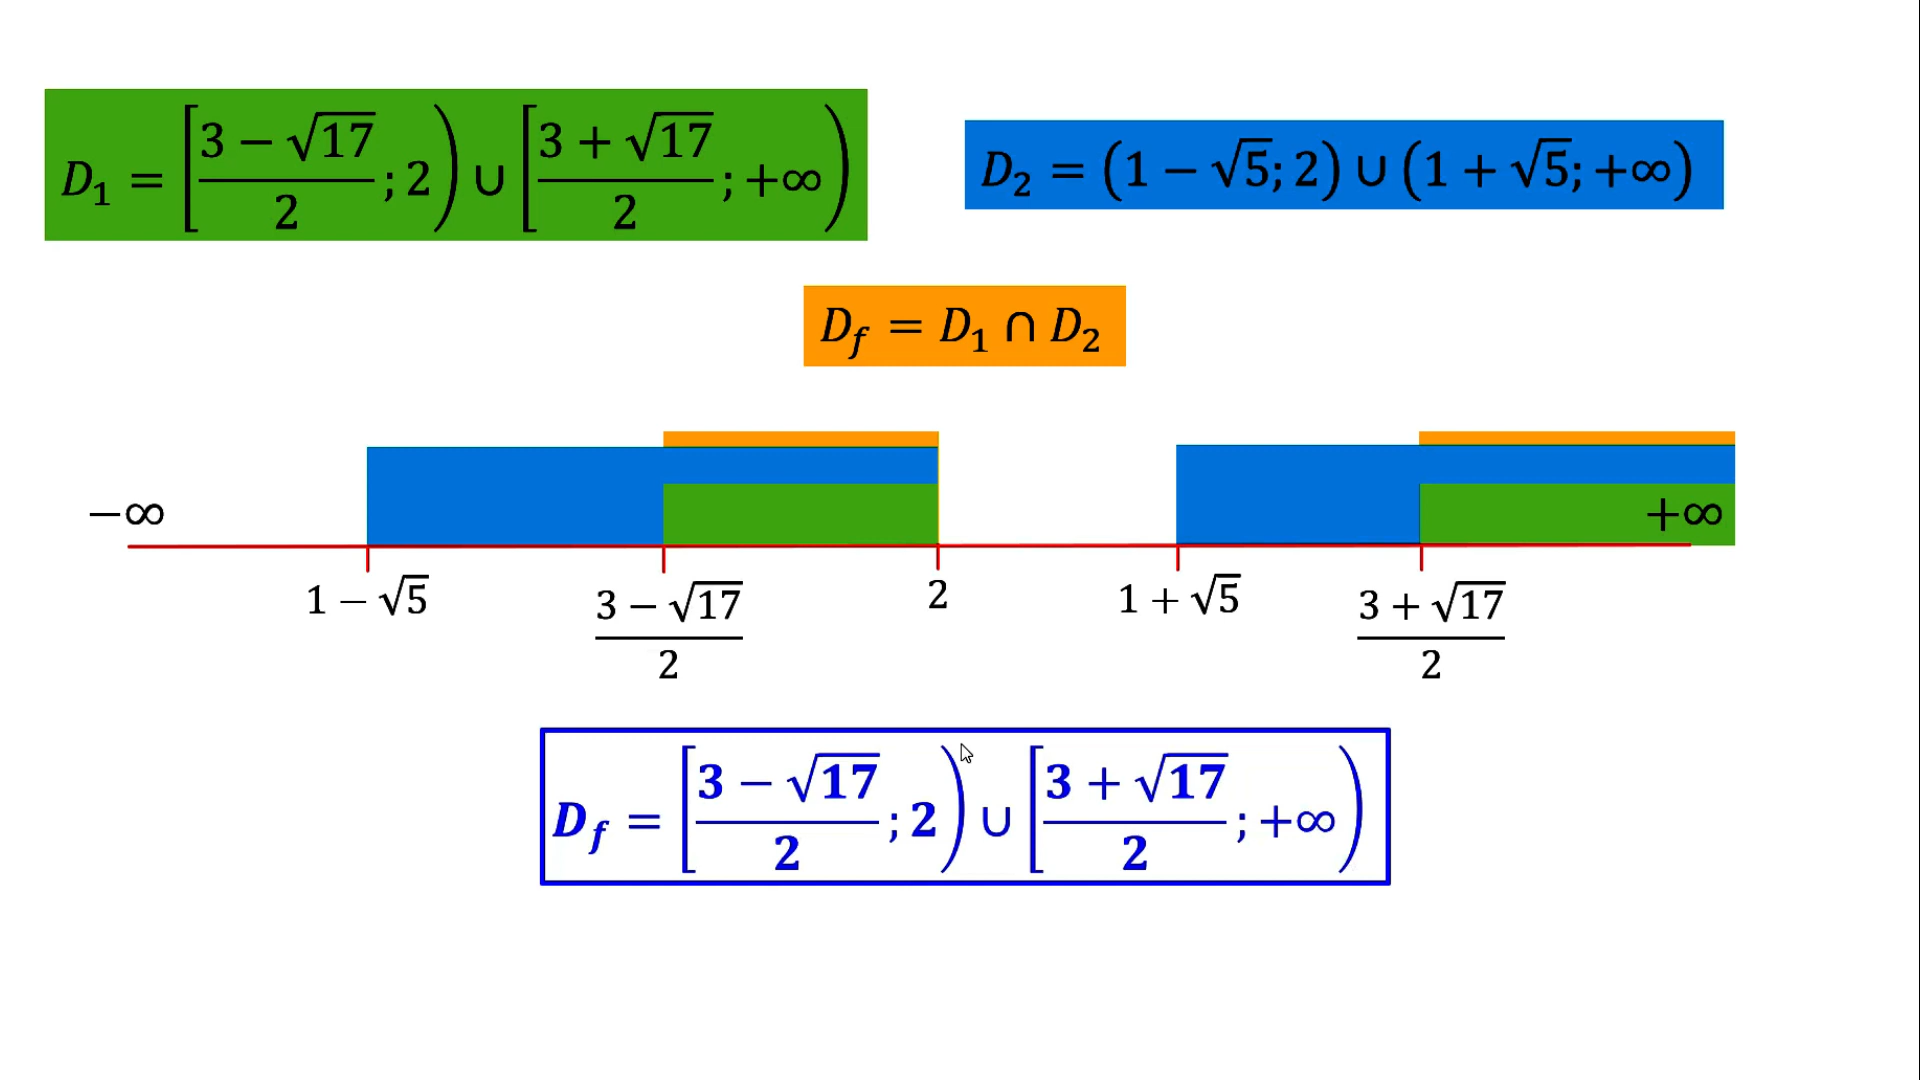 D₁ = [(3 − √17)/2 ; 2) ∪ [(3 + √17)/2 ; +∞)
D₂ = (1 − √5; 2) ∪ (1 + √5; +∞)
D_f = D₁ ∩ D₂
−∞ +∞
1 − √5 (3 − √17)/2 2 1 + √5 (3 + √17)/2
D_f = [(3 − √17)/2 ; 2) ∪ [(3 + √17)/2 ; +∞)